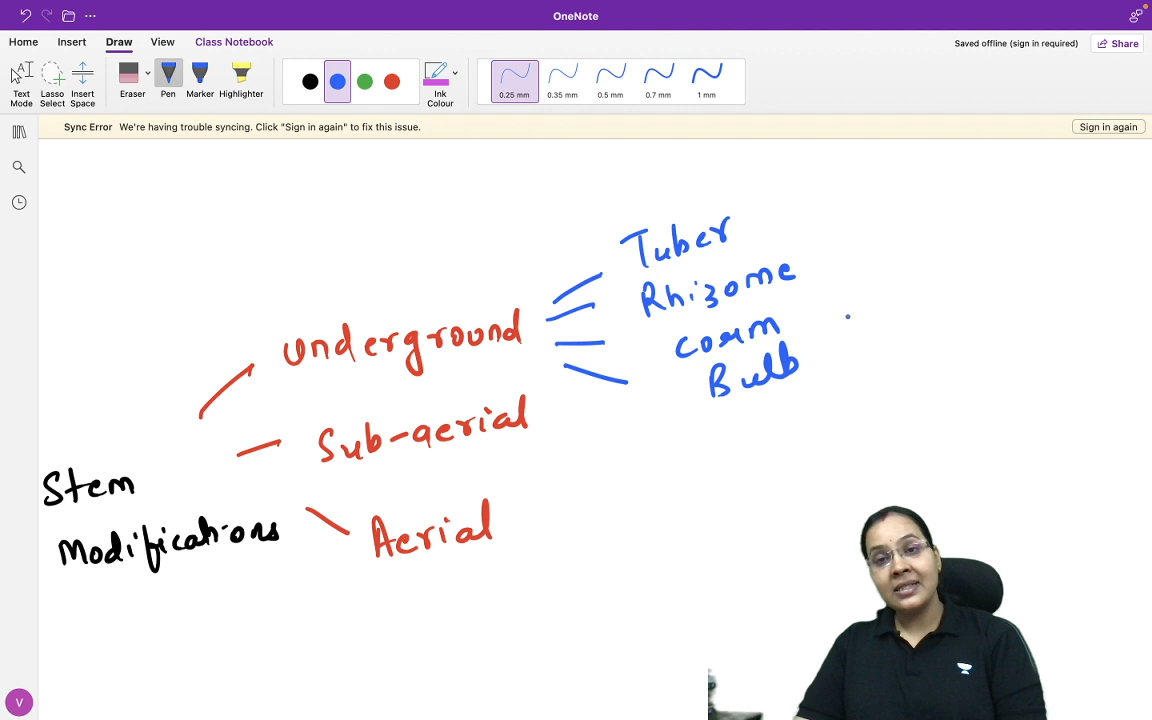 OneNote
Home Insert Draw View Class Notebook
Saved offline (sign in required) Share
Text Mode
Lasso Select
Insert Space
Eraser
Pen
Marker
Highlighter
Ink Colour
0.25 mm 0.35 mm 0.5 mm 0.7 mm 1 mm
Sync Error We're having trouble syncing. Click "Sign in again" to fix this issue. Sign in again
Tuber
Rhizome
Corm
Bulb
Underground
Sub-aerial
Aerial
Stem
Modifications
V